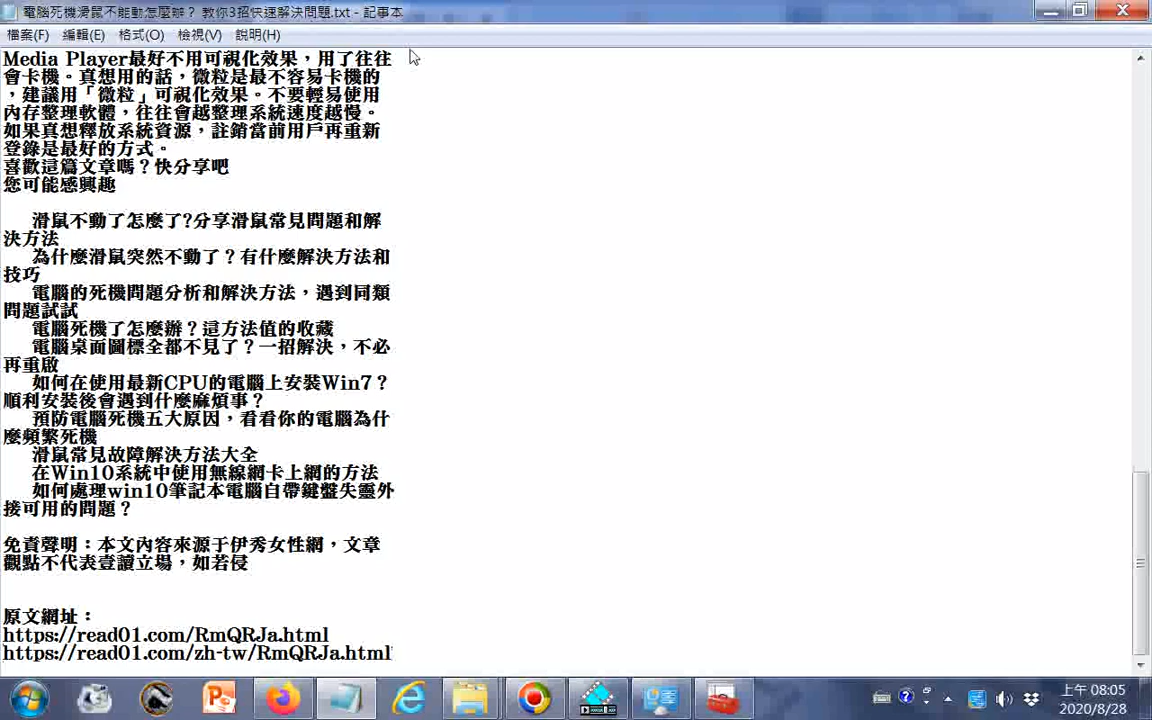 電腦死機滑鼠不能動怎麼辦？ 教你3招快速解決問題.txt - 記事本
檔案(F) 編輯(E) 格式(O) 檢視(V) 說明(H)
Media Player最好不用可視化效果，用了往往
會卡機。真想用的話，微粒是最不容易卡機的
，建議用「微粒」可視化效果。不要輕易使用
內存整理軟體，往往會越整理系統速度越慢。
如果真想釋放系統資源，註銷當前用戶再重新
登錄是最好的方式。
喜歡這篇文章嗎？快分享吧
您可能感興趣
滑鼠不動了怎麼了?分享滑鼠常見問題和解
決方法
為什麼滑鼠突然不動了？有什麼解決方法和
技巧
電腦的死機問題分析和解決方法，遇到同類
問題試試
電腦死機了怎麼辦？這方法值的收藏
電腦桌面圖標全都不見了？一招解決，不必
再重啟
如何在使用最新CPU的電腦上安裝Win7？
順利安裝後會遇到什麼麻煩事？
預防電腦死機五大原因，看看你的電腦為什
麼頻繁死機
滑鼠常見故障解決方法大全
在Win10系統中使用無線網卡上網的方法
如何處理win10筆記本電腦自帶鍵盤失靈外
接可用的問題？
免責聲明：本文內容來源于伊秀女性網，文章
觀點不代表壹讀立場，如若侵
原文網址：
https://read01.com/RmQRJa.html
https://read01.com/zh-tw/RmQRJa.html
上午 08:05
2020/8/28